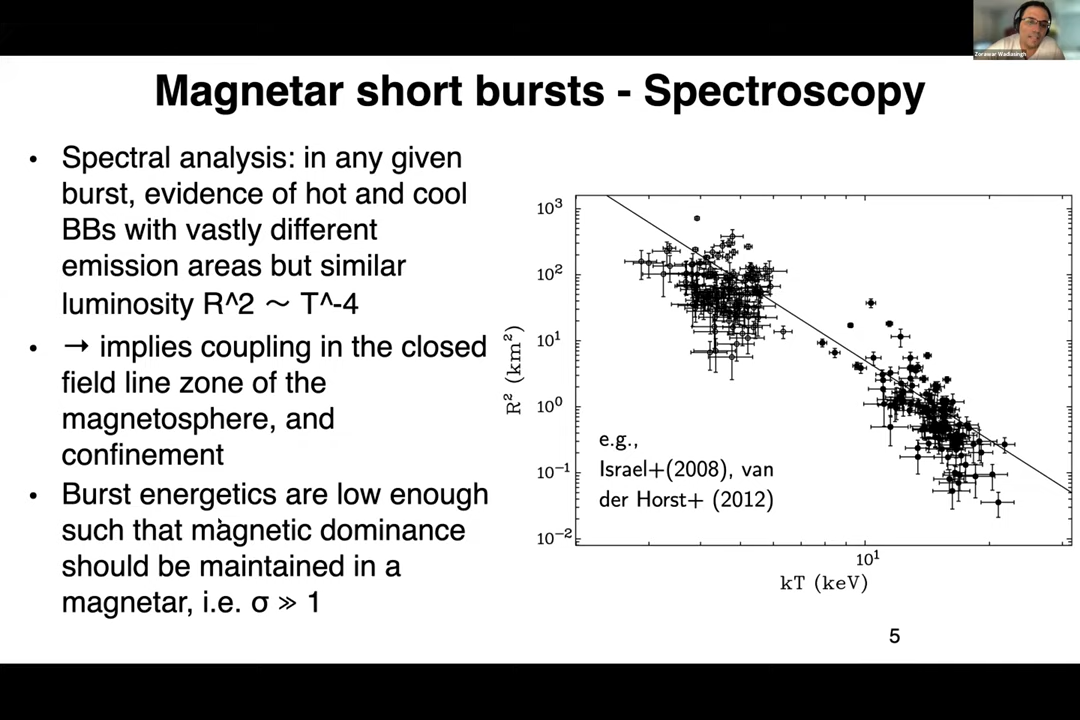 Zorawar Wadiasingh
Magnetar short bursts - Spectroscopy
• Spectral analysis: in any given
burst, evidence of hot and cool
BBs with vastly different
emission areas but similar
luminosity R^2 ∼ T^-4
• → implies coupling in the closed
field line zone of the
magnetosphere, and
confinement
• Burst energetics are low enough
such that magnetic dominance
should be maintained in a
magnetar, i.e. σ ≫ 1
10³
10²
10¹
10⁰
10⁻¹
10⁻²
R² (km²)
e.g.,
Israel+(2008), van
der Horst+ (2012)
10¹
kT (keV)
5